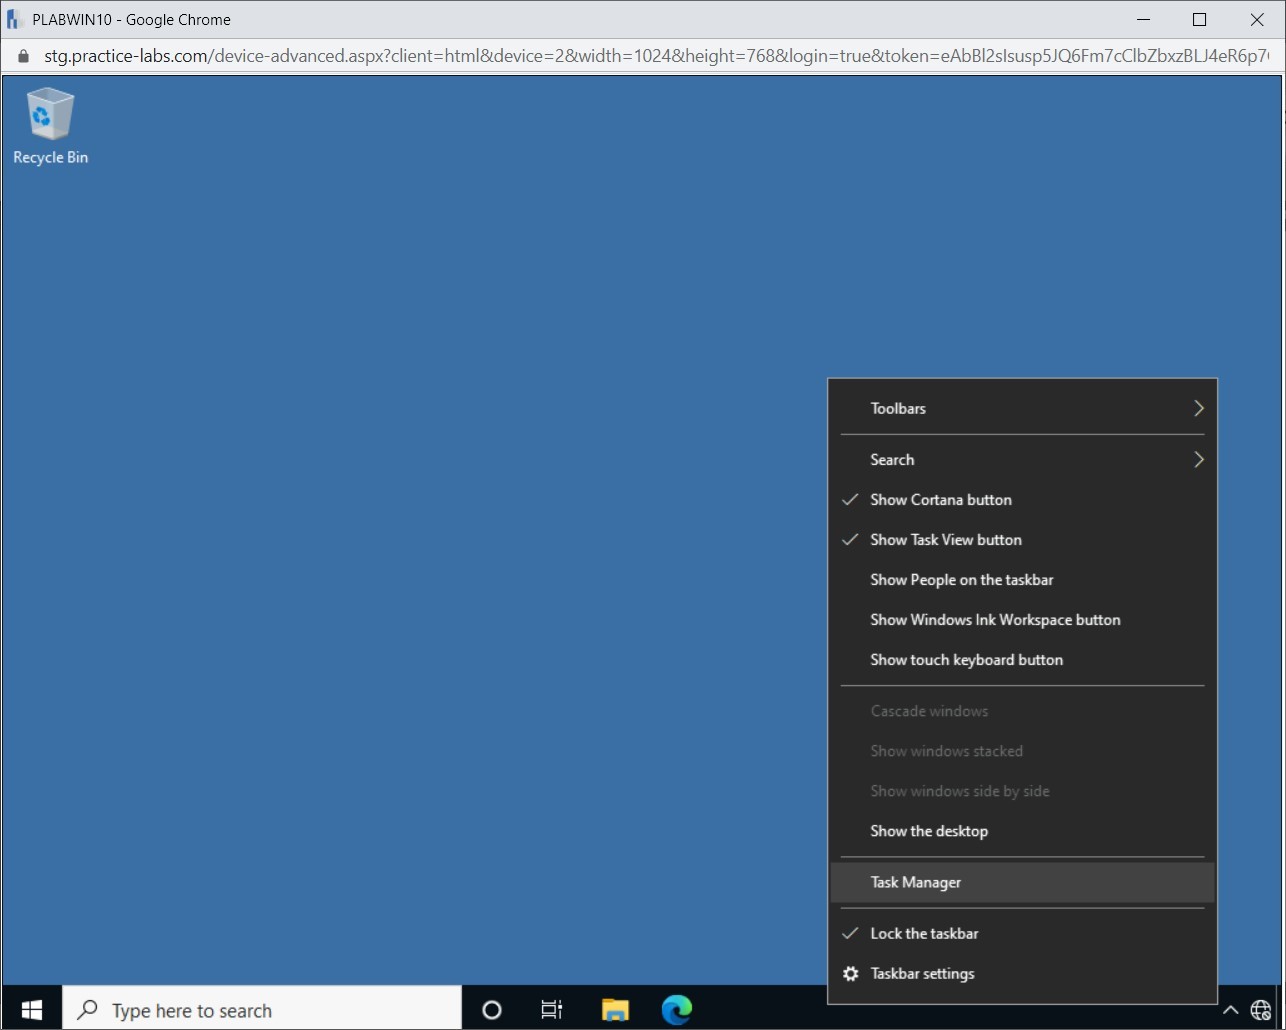 PLABWIN10 - Google Chrome
stg.practice-labs.com/device-advanced.aspx?client=html&device=2&width=1024&height=768&login=true&token=eAbBl2sIsusp5JQ6Fm7cClbZbxzBLJ4eR6p7
Recycle Bin
Toolbars
Search
Show Cortana button
Show Task View button
Show People on the taskbar
Show Windows Ink Workspace button
Show touch keyboard button
Cascade windows
Show windows stacked
Show windows side by side
Show the desktop
Task Manager
Lock the taskbar
Taskbar settings
Type here to search